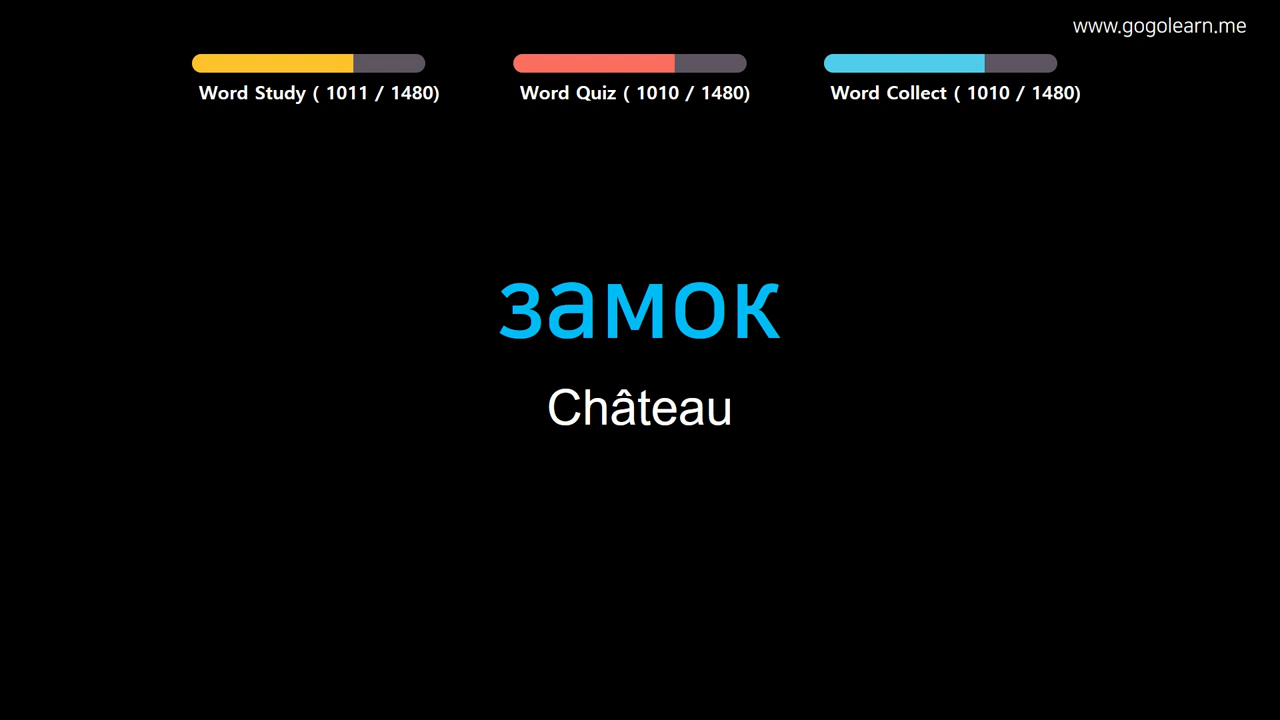 www.gogolearn.me
Word Study ( 1011 / 1480)
Word Quiz ( 1010 / 1480)
Word Collect ( 1010 / 1480)
замок
Château